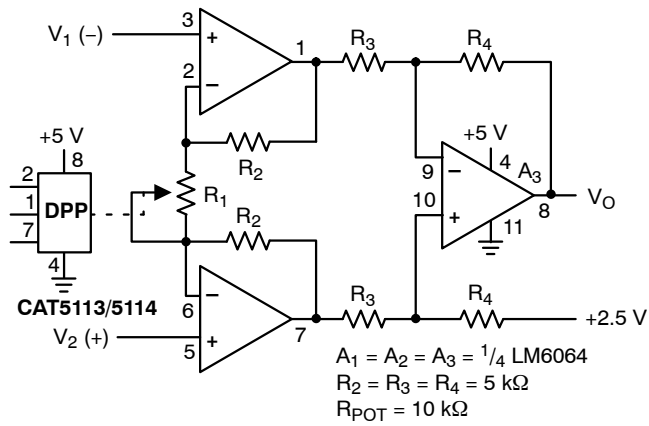 V1 (−)
3
+
1
R3
R4
2
−
+5 V
R2
+5 V
8
4
A3
2
DPP
R1
9
−
1
R2
10
+
8
VO
7
11
4
CAT5113/5114
−
6
R3
R4
7
+2.5 V
V2 (+)
5
+
A1 = A2 = A3 = 1/4 LM6064
R2 = R3 = R4 = 5 kΩ
RPOT = 10 kΩ